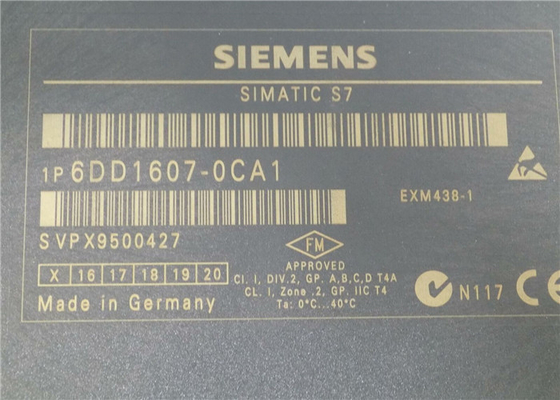 SIEMENS
SIMATIC S7
1P 6DD1607-0CA1
EXM438-1
SVPX9500427
FM
APPROVED
X 16 17 18 19 20
Cl. I, DIV.2, GP. A,B,C,D T4A
CL. I, Zone .2, GP. IIC T4
Ta: 0°C...40°C
Made in Germany
N117
CE